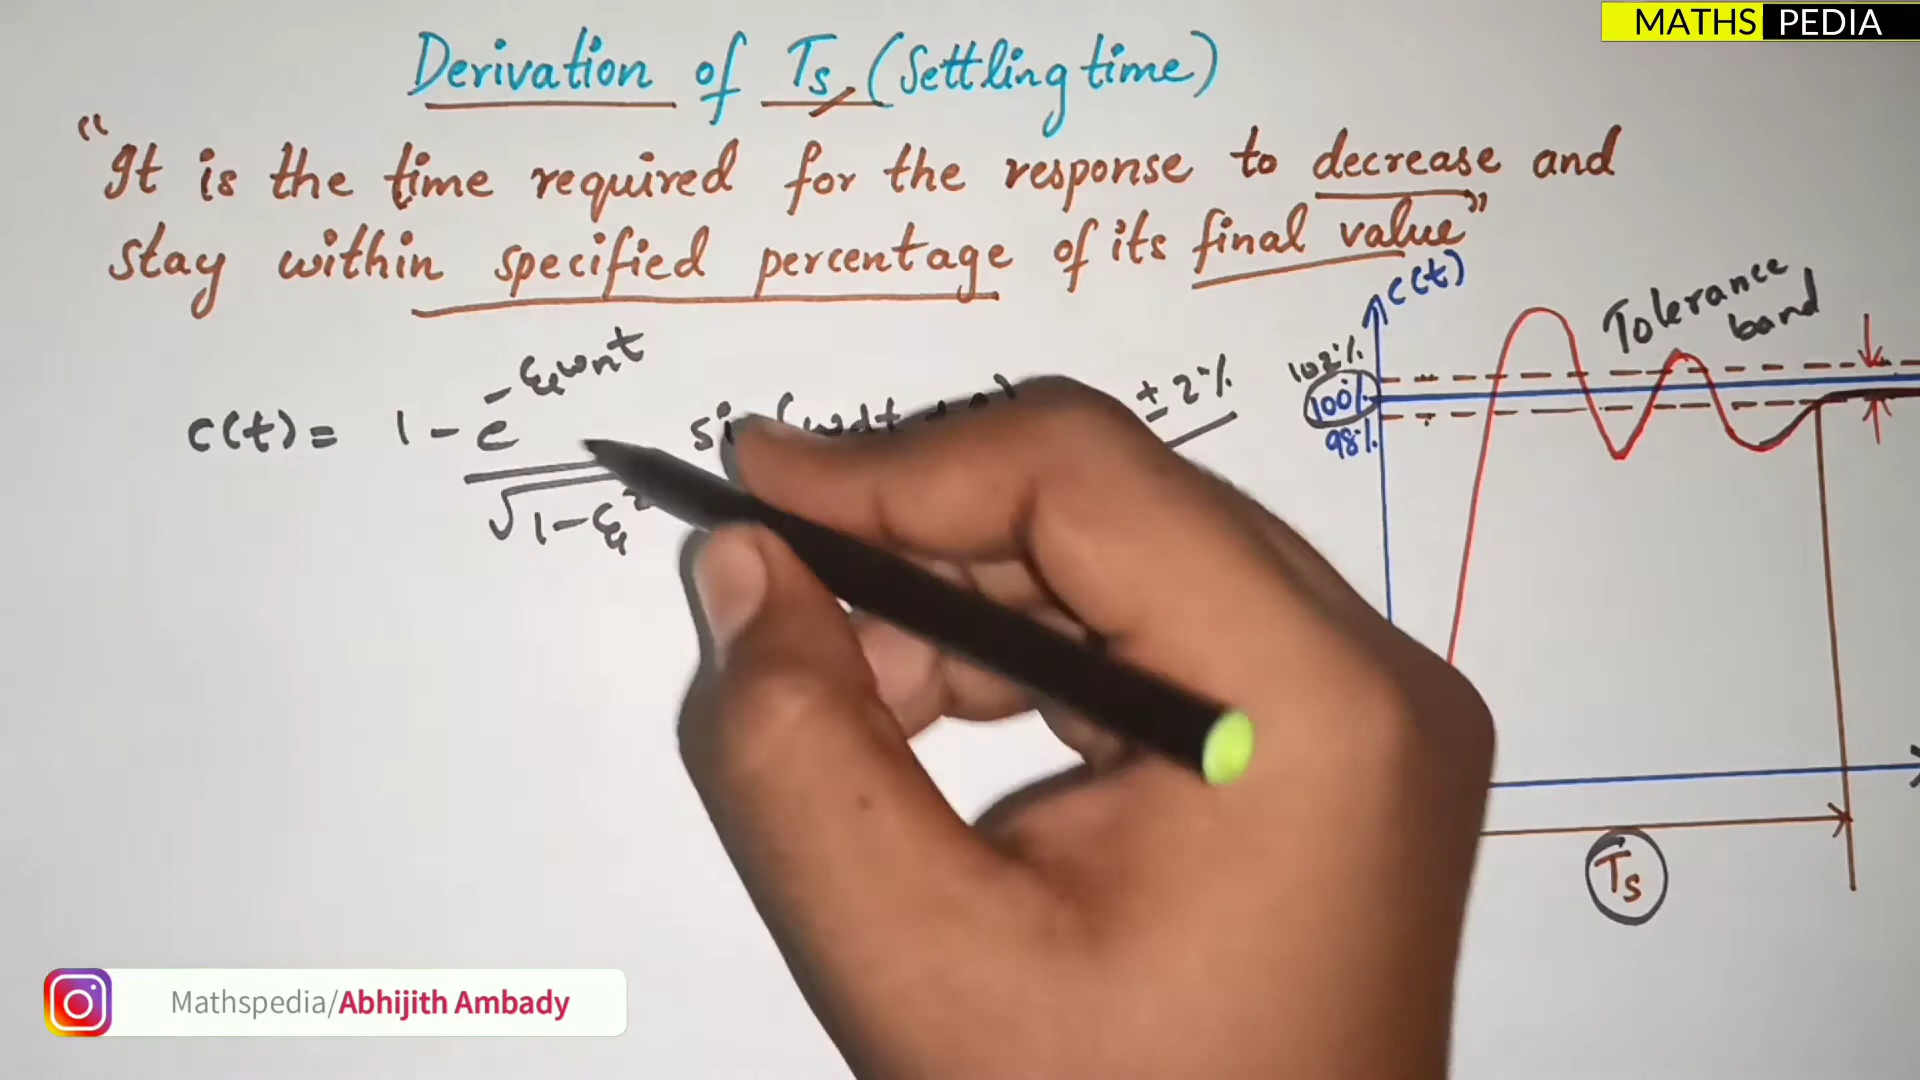 MATHS PEDIA
Derivation of Ts (Settling time)
"It is the time required for the response to decrease and
stay within specified percentage of its final value"
c(t)
Tolerance
band
102%
100%
98%
c(t) = 1 - e^-ξωnt
√1-ξ²
± 2%
Ts
Mathspedia/Abhijith Ambady